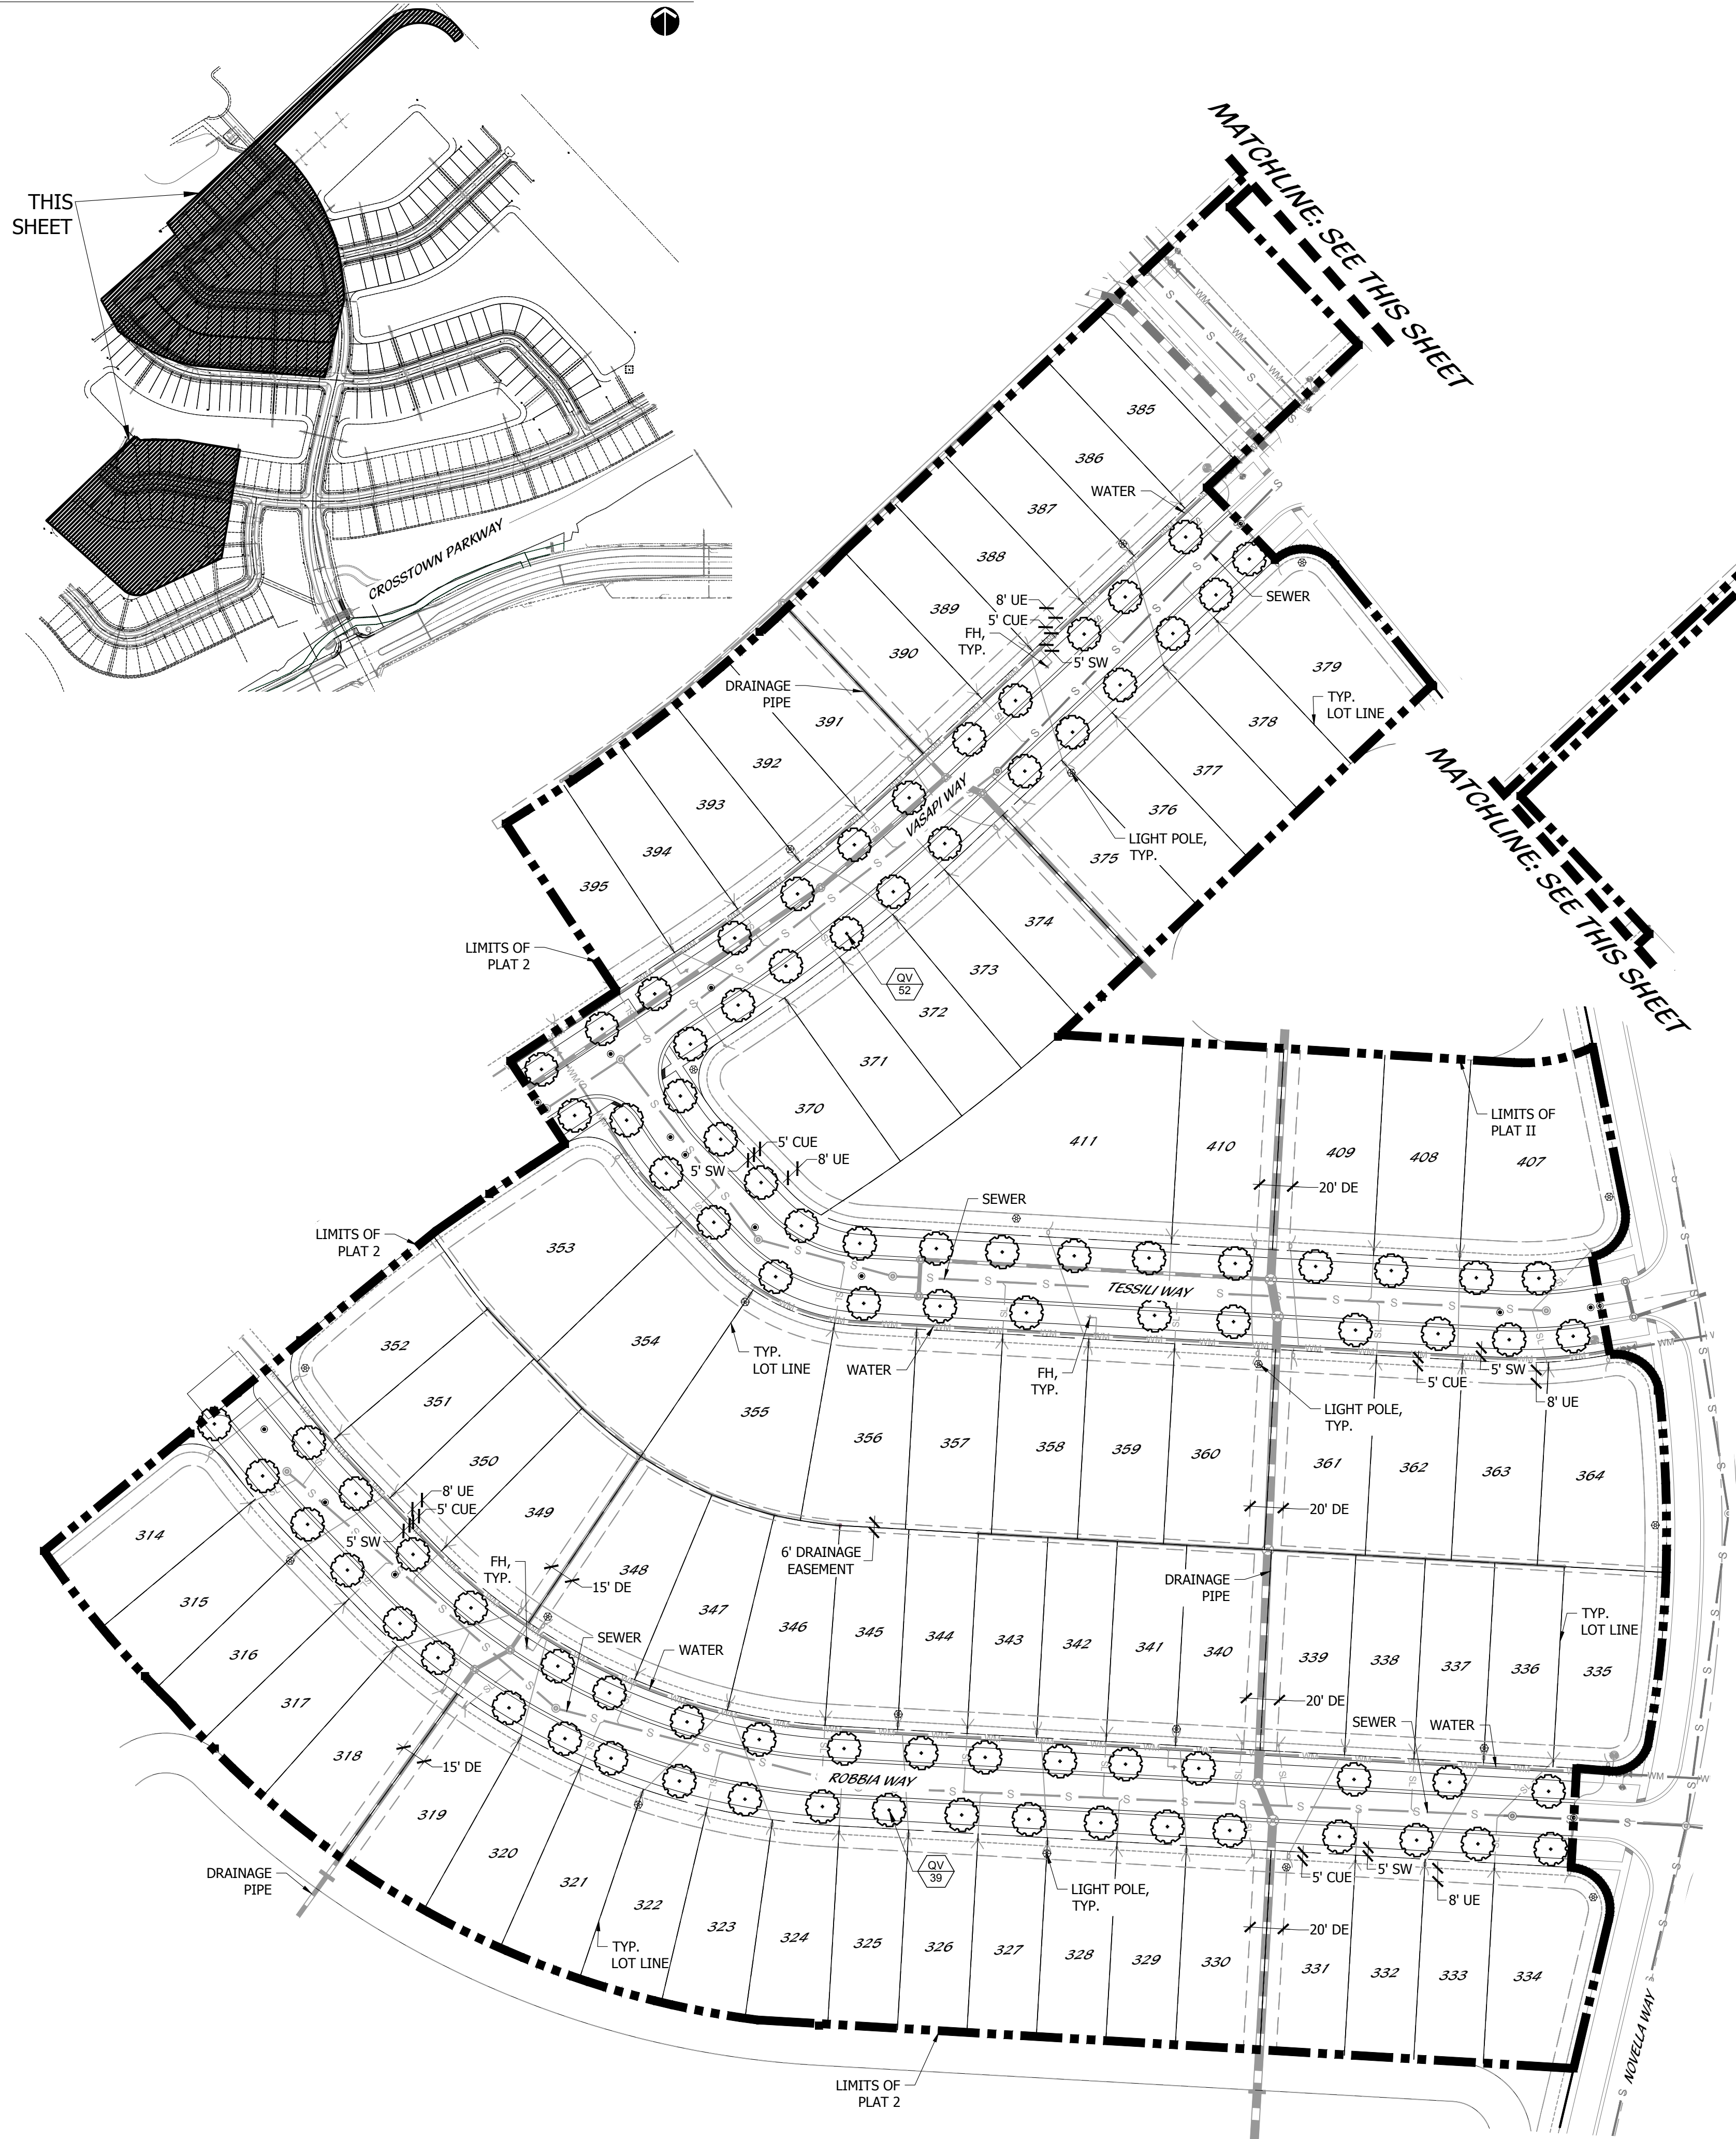 THIS
SHEET
CROSSTOWN PARKWAY
MATCHLINE: SEE THIS SHEET
MATCHLINE: SEE THIS SHEET
385
386
WATER
387
388
389
8' UE
5' CUE
FH,
TYP.
5' SW
SEWER
390
379
TYP.
LOT LINE
DRAINAGE
PIPE
391
378
392
377
393
376
VASAPI WAY
LIGHT POLE,
TYP.
394
375
395
374
LIMITS OF
PLAT 2
373
QV
52
372
371
370
LIMITS OF
PLAT II
411
410
409
408
407
5' CUE
5' SW
8' UE
20' DE
SEWER
LIMITS OF
PLAT 2
353
TESSILI WAY
352
354
TYP.
LOT LINE
WATER
FH,
TYP.
5' SW
5' CUE
8' UE
351
355
LIGHT POLE,
TYP.
356
357
358
359
360
361
362
363
364
350
8' UE
5' CUE
349
20' DE
314
5' SW
FH,
TYP.
348
6' DRAINAGE
EASEMENT
15' DE
DRAINAGE
PIPE
315
347
346
345
344
343
342
341
340
339
338
337
336
335
TYP.
LOT LINE
316
SEWER
WATER
317
20' DE
318
SEWER
WATER
15' DE
ROBBIA WAY
319
320
DRAINAGE
PIPE
QV
39
5' CUE
5' SW
8' UE
321
LIGHT POLE,
TYP.
322
323
324
325
326
327
328
329
330
20' DE
331
332
333
334
TYP.
LOT LINE
NOVELLA WAY
LIMITS OF
PLAT 2